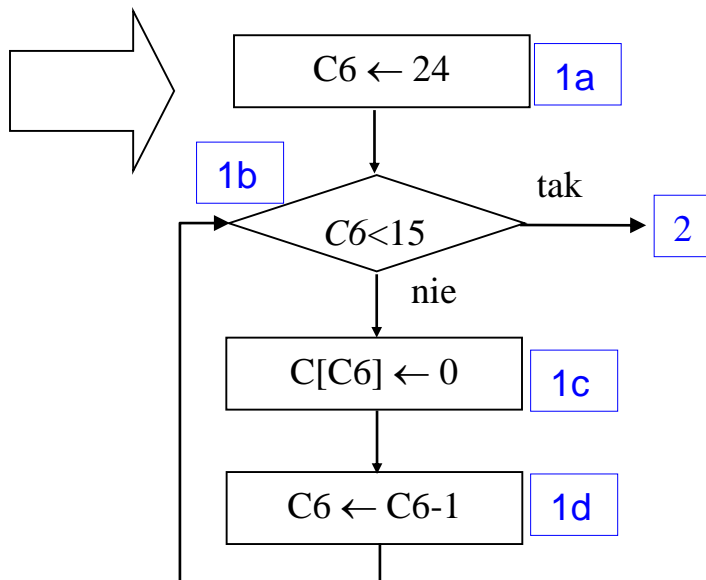 C6 ← 24
1a
1b
tak
C6<15
2
nie
C[C6] ← 0
1c
C6 ← C6-1
1d